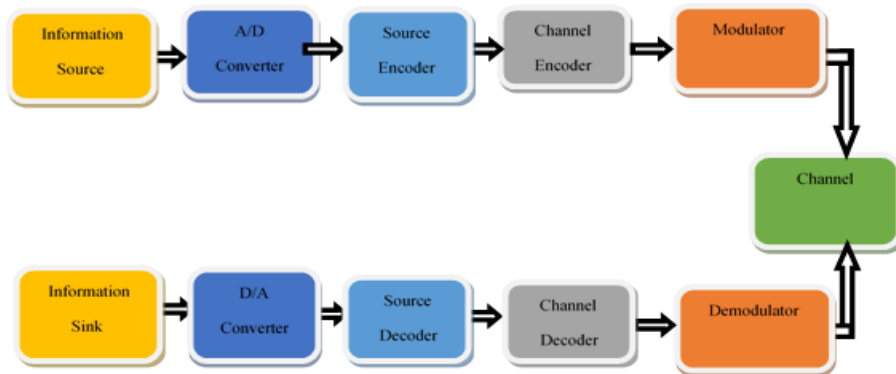 Information
Source
A/D
Converter
Source
Encoder
Channel
Encoder
Modulator
Channel
Information
Sink
D/A
Converter
Source
Decoder
Channel
Decoder
Demodulator